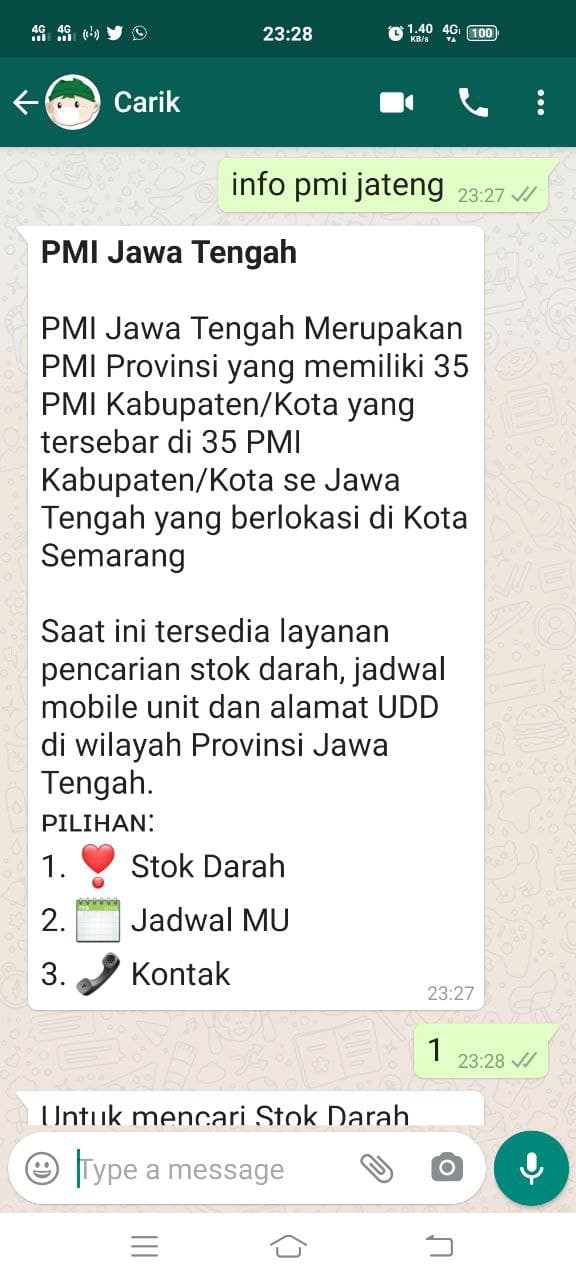 4G 4G 23:28 1.40 KB/s 4G 100
Carik
info pmi jateng 23:27
PMI Jawa Tengah
PMI Jawa Tengah Merupakan
PMI Provinsi yang memiliki 35
PMI Kabupaten/Kota yang
tersebar di 35 PMI
Kabupaten/Kota se Jawa
Tengah yang berlokasi di Kota
Semarang
Saat ini tersedia layanan
pencarian stok darah, jadwal
mobile unit dan alamat UDD
di wilayah Provinsi Jawa
Tengah.
PILIHAN:
1. Stok Darah
2. Jadwal MU
3. Kontak
23:27
1 23:28
Untuk mencari Stok Darah
Type a message